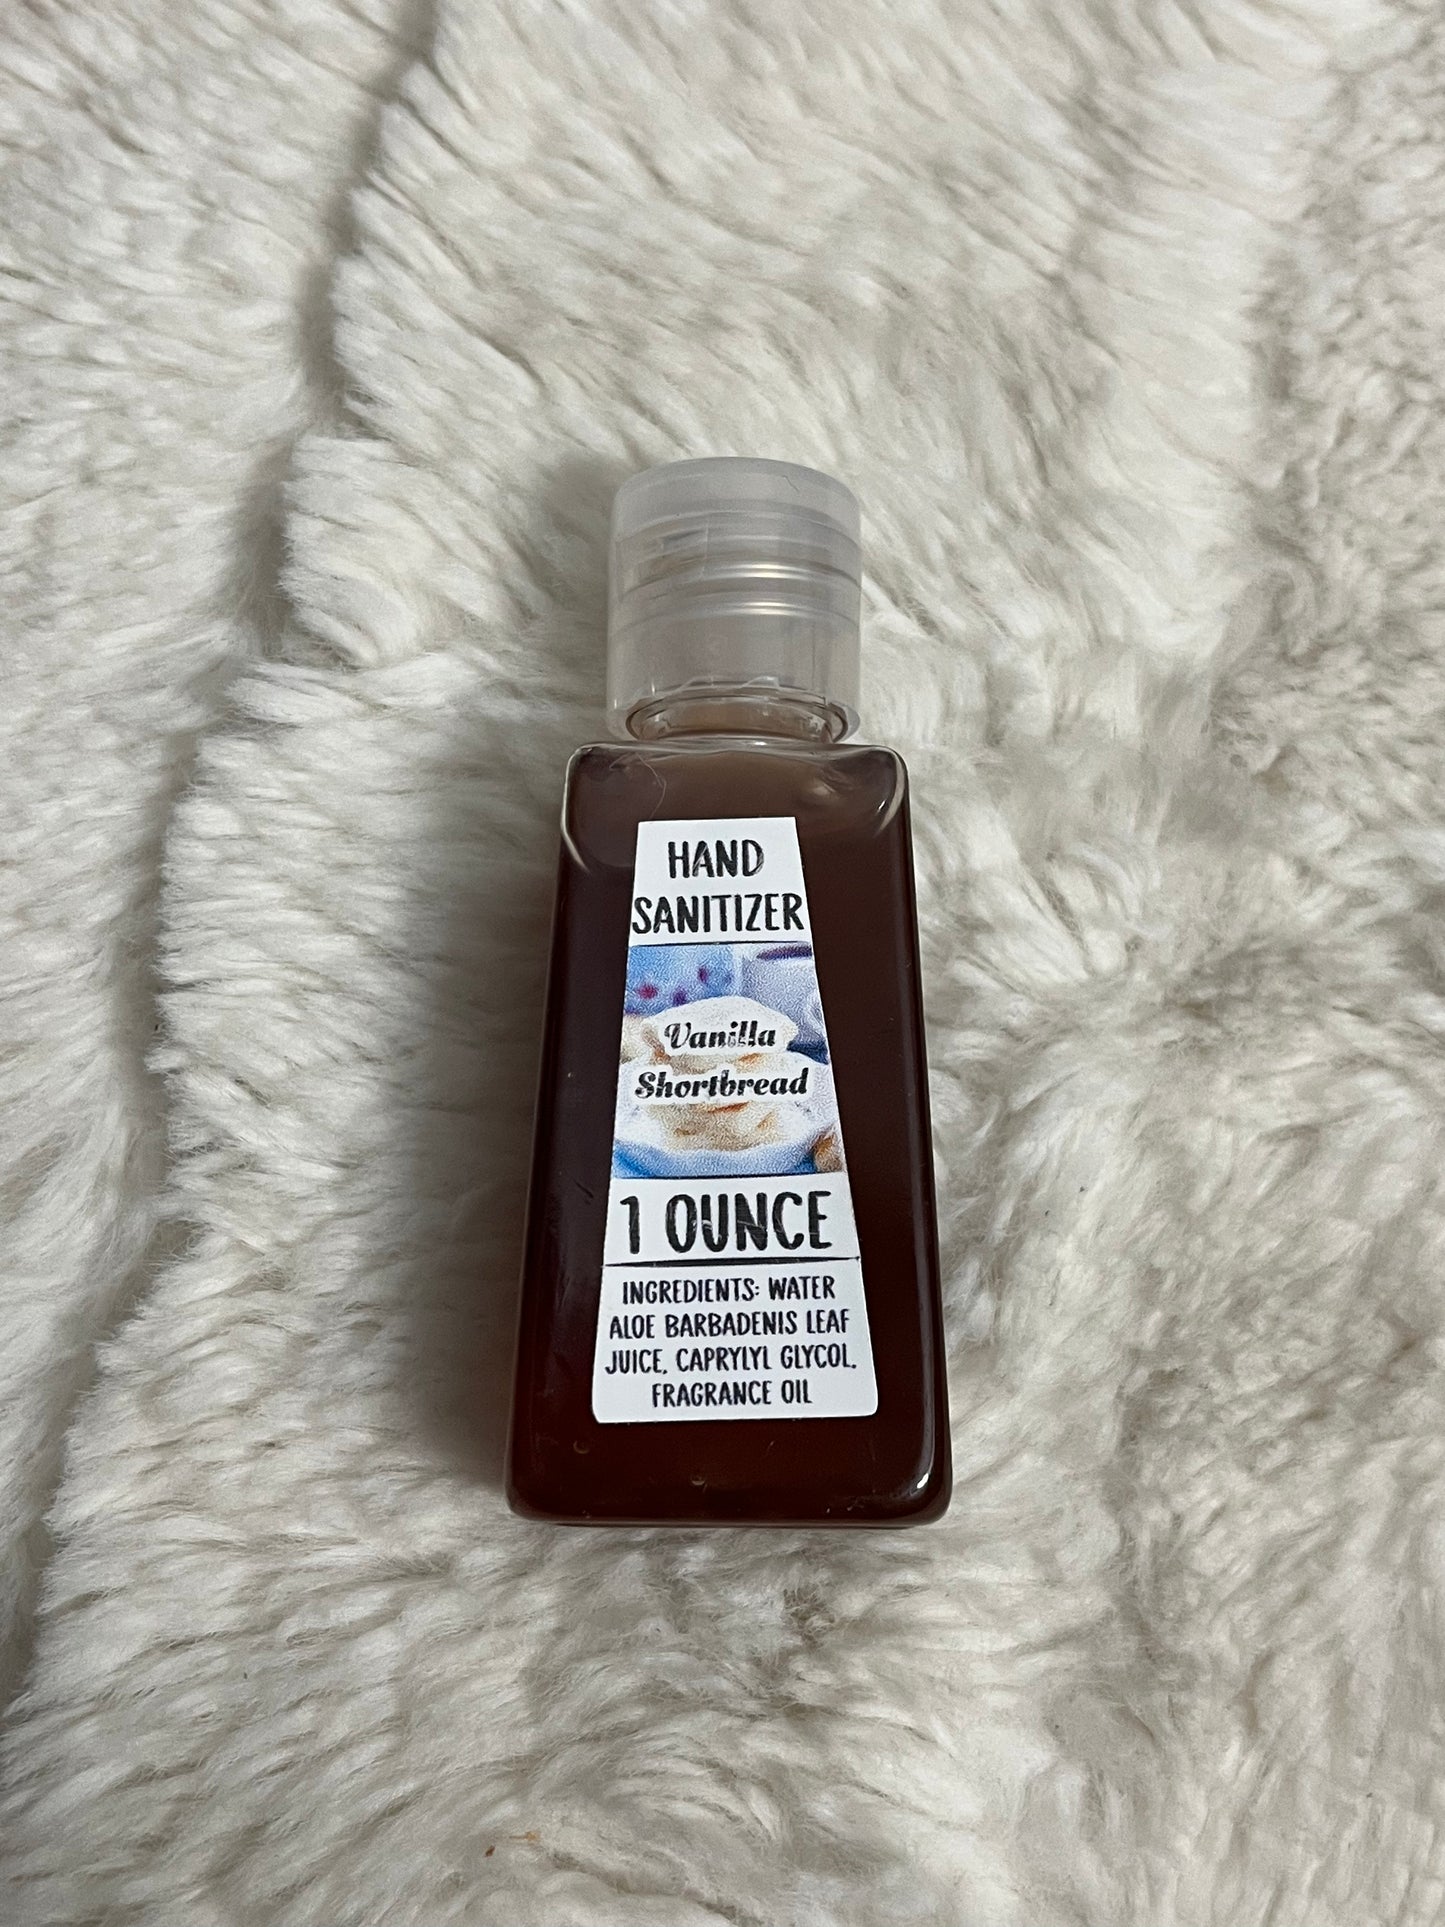 HAND
SANITIZER
Vanilla
Shortbread
1 OUNCE
INGREDIENTS: WATER
ALOE BARBADENIS LEAF
JUICE, CAPRYLYL GLYCOL,
FRAGRANCE OIL